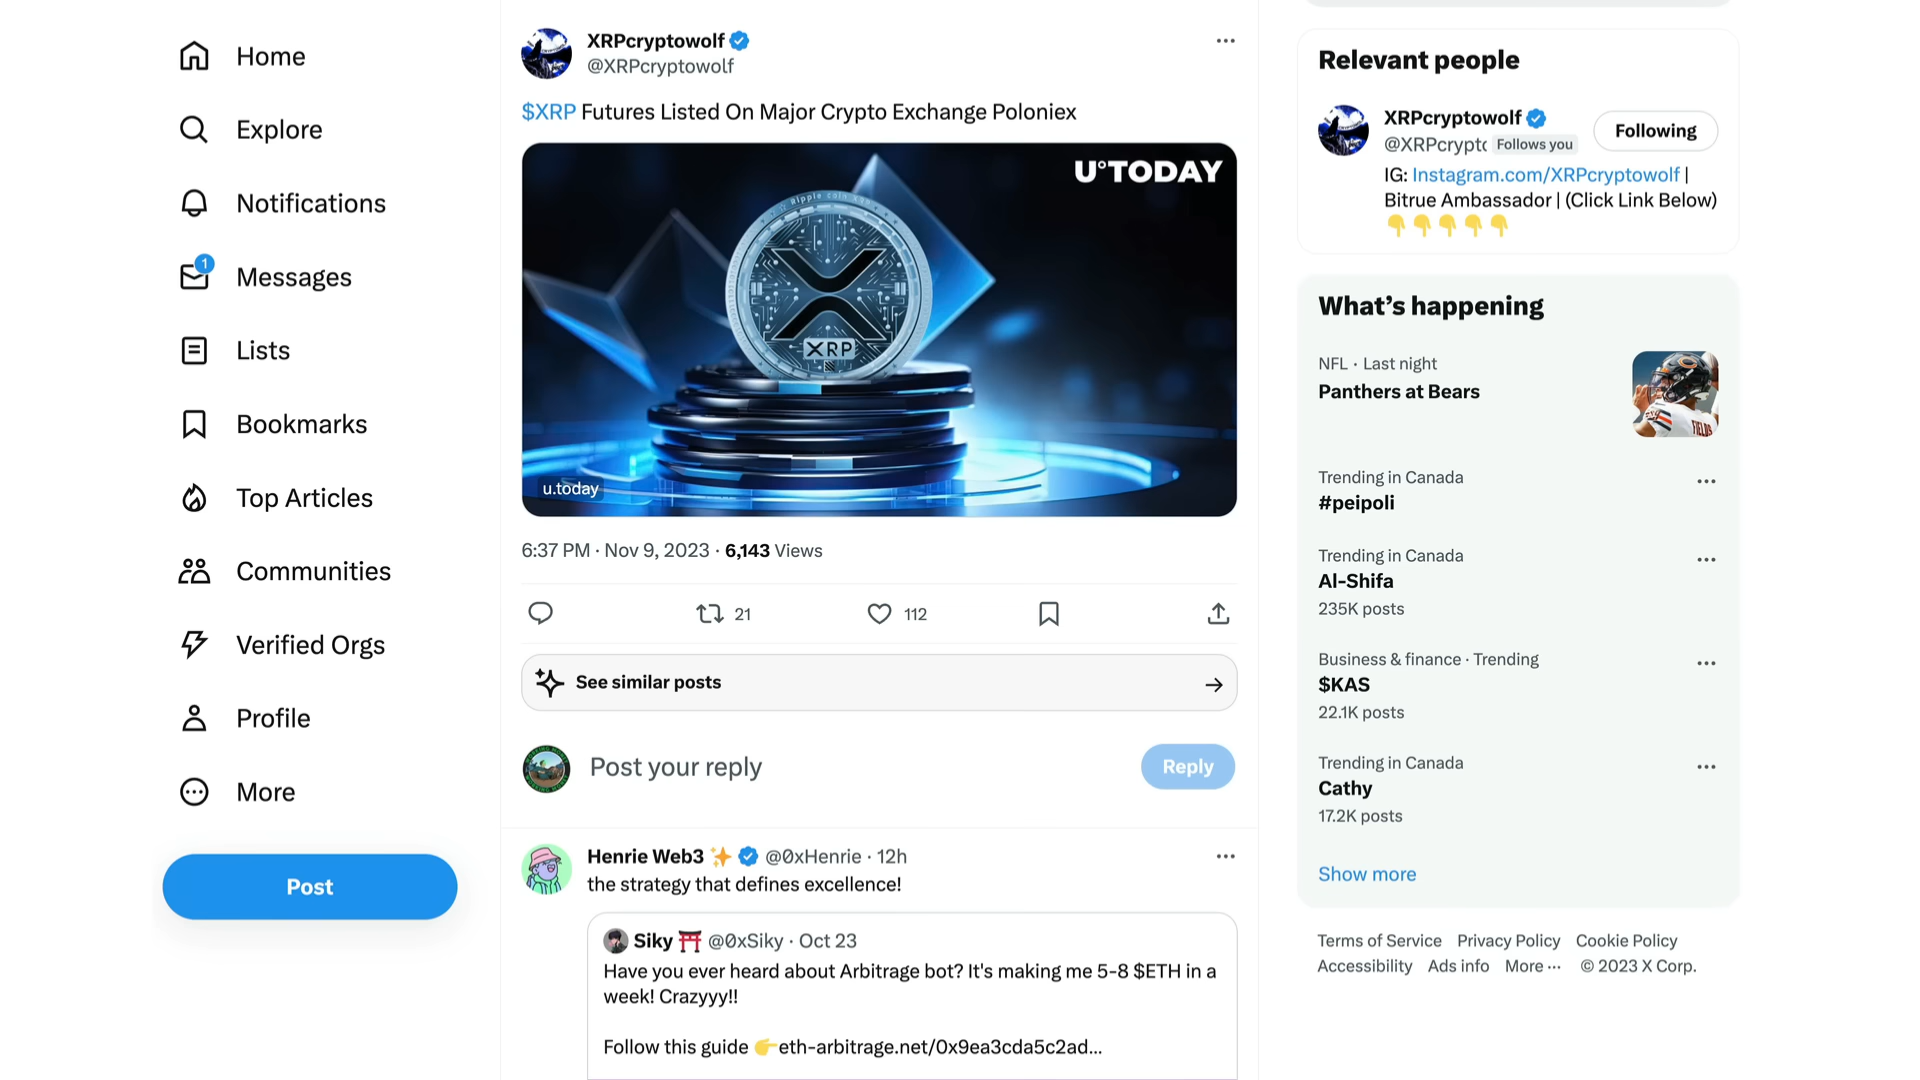 Home
Explore
Notifications
1
Messages
Lists
Bookmarks
Top Articles
Communities
Verified Orgs
Profile
More
Post
XRPcryptowolf
@XRPcryptowolf
$XRP Futures Listed On Major Crypto Exchange Poloniex
U°TODAY
Ripple coin
XRP
u.today
6:37 PM · Nov 9, 2023 · 6,143 Views
21
112
See similar posts
Post your reply
Reply
Henrie Web3 ✨ @0xHenrie · 12h
the strategy that defines excellence!
Siky ⛩️ @0xSiky · Oct 23
Have you ever heard about Arbitrage bot? It's making me 5-8 $ETH in a
week! Crazyyy!!
Follow this guide 👉eth-arbitrage.net/0x9ea3cda5c2ad...
Relevant people
XRPcryptowolf
Following
@XRPcrypto Follows you
IG: Instagram.com/XRPcryptowolf |
Bitrue Ambassador | (Click Link Below)
👇👇👇👇👇
What's happening
NFL · Last night
Panthers at Bears
FIELDS
Trending in Canada
#peipoli
Trending in Canada
Al-Shifa
235K posts
Business & finance · Trending
$KAS
22.1K posts
Trending in Canada
Cathy
17.2K posts
Show more
Terms of Service Privacy Policy Cookie Policy
Accessibility Ads info More ··· © 2023 X Corp.